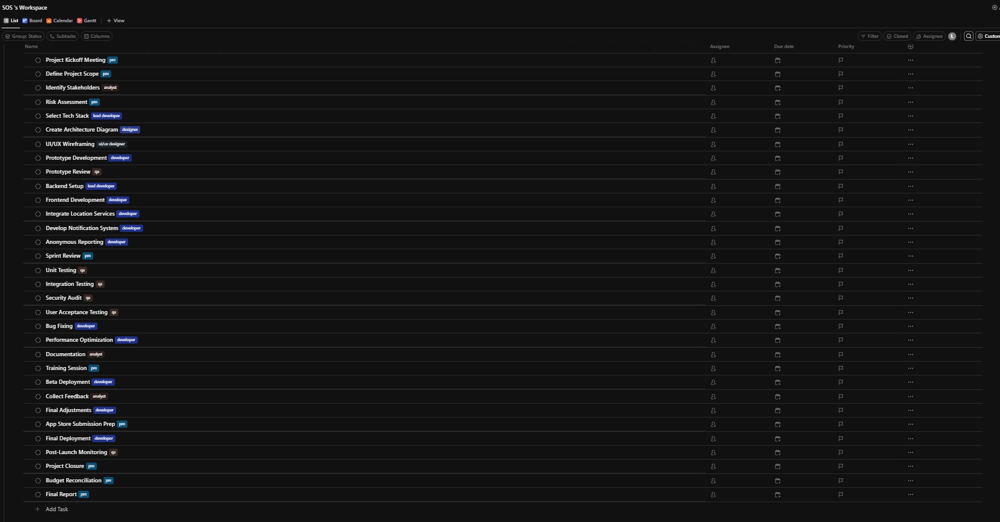 SOS 's Workspace
List Board Calendar Gantt + View
Group: Status Subtasks Columns Filter Closed Assignee L Custom
Name Assignee Due date Priority
Project Kickoff Meeting pm
Define Project Scope pm
Identify Stakeholders analyst
Risk Assessment pm
Select Tech Stack lead developer
Create Architecture Diagram designer
UI/UX Wireframing ui/ux designer
Prototype Development developer
Prototype Review qa
Backend Setup lead developer
Frontend Development developer
Integrate Location Services developer
Develop Notification System developer
Anonymous Reporting developer
Sprint Review pm
Unit Testing qa
Integration Testing qa
Security Audit qa
User Acceptance Testing qa
Bug Fixing developer
Performance Optimization developer
Documentation analyst
Training Session pm
Beta Deployment developer
Collect Feedback analyst
Final Adjustments developer
App Store Submission Prep pm
Final Deployment developer
Post-Launch Monitoring qa
Project Closure pm
Budget Reconciliation pm
Final Report pm
+ Add Task